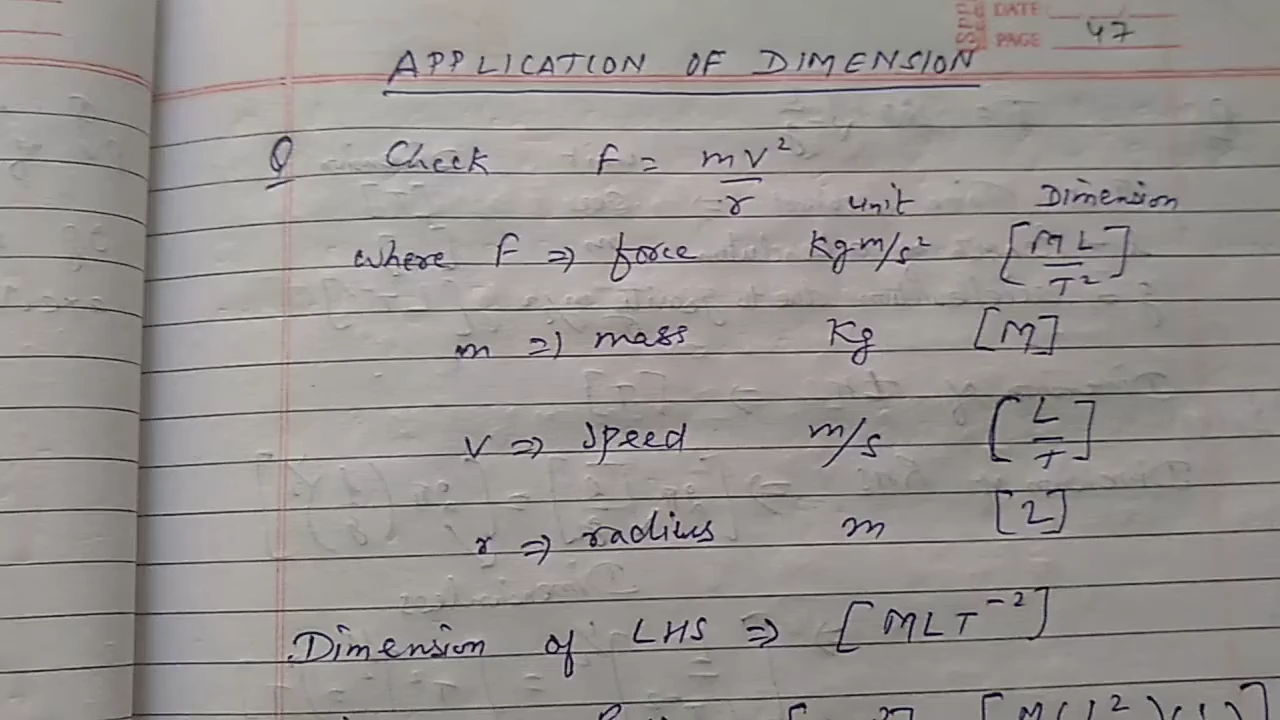 DATE
PAGE 47
APPLICATION OF DIMENSION
Q Check F = mv²/r
unit Dimension
where F ⇒ force kgm/s² [ML/T²]
m ⇒ mass kg [M]
v ⇒ speed m/s [L/T]
r ⇒ radius m [L]
Dimension of LHS ⇒ [MLT⁻²]